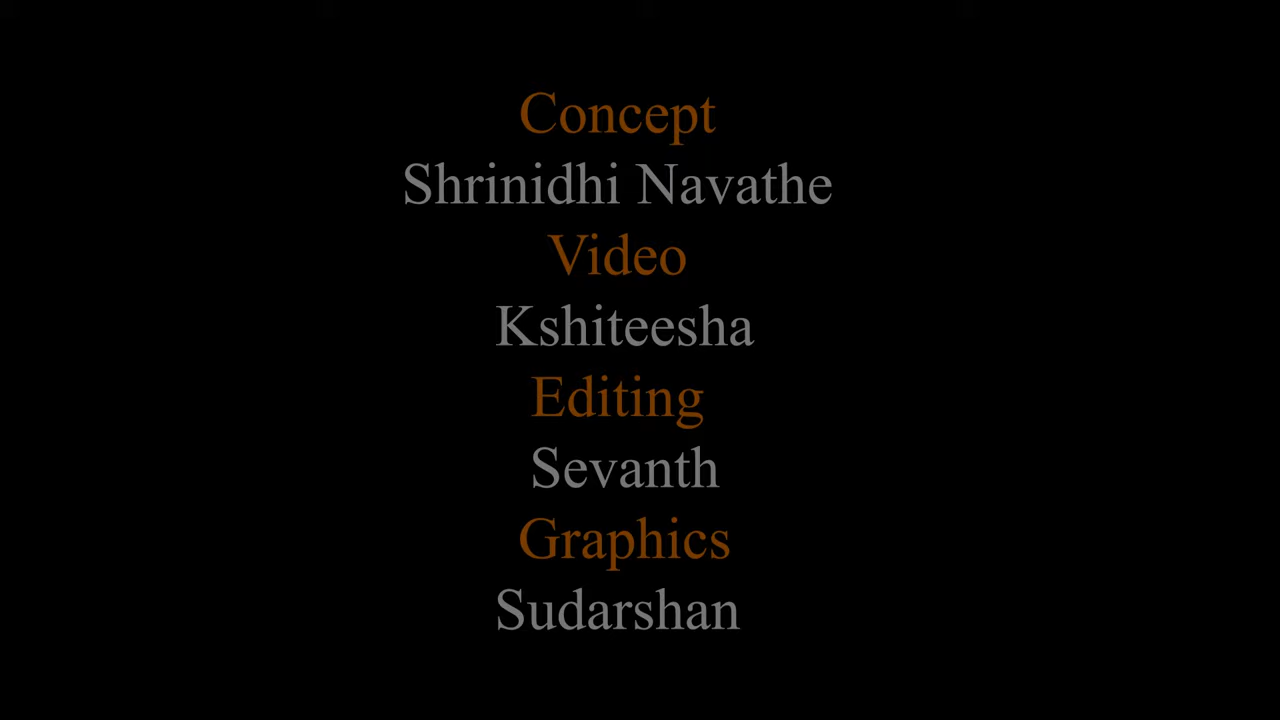 Concept
Shrinidhi Navathe
Video
Kshiteesha
Editing
Sevanth
Graphics
Sudarshan